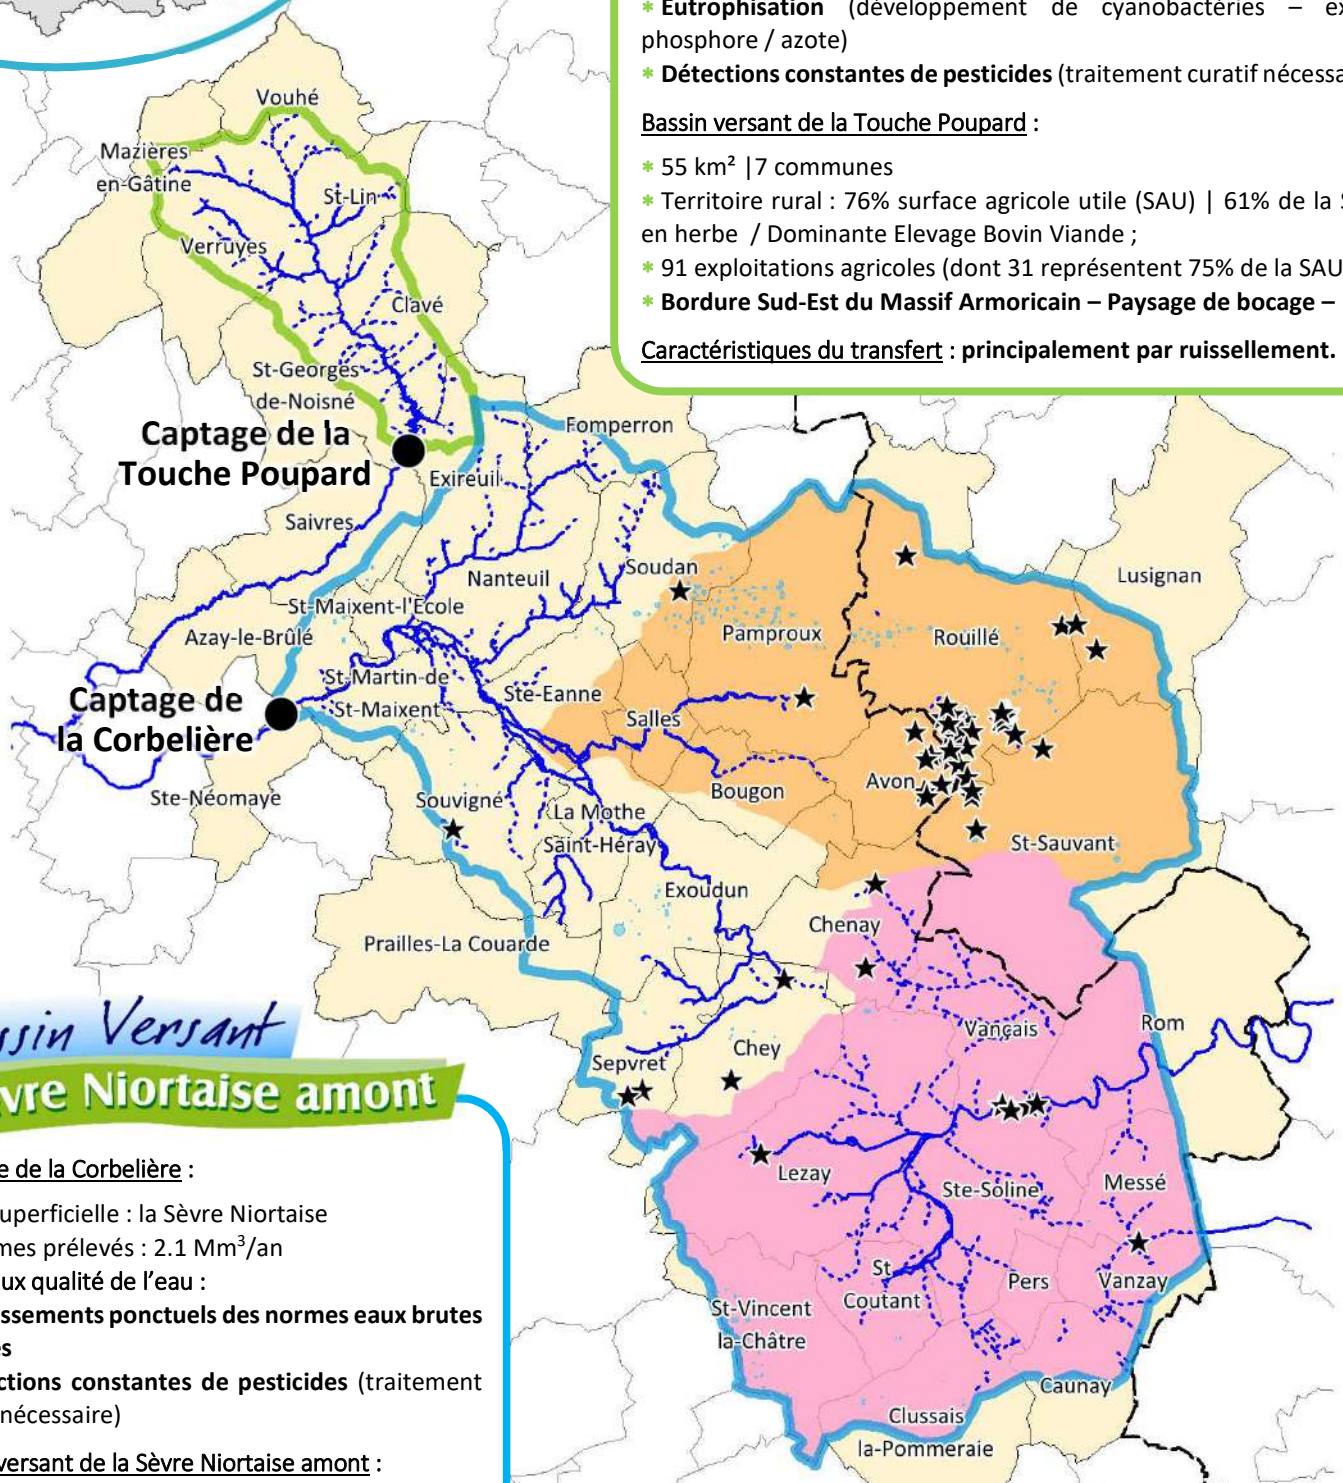 * Eutrophisation (développement de cyanobactéries –
phosphore / azote)
* Détections constantes de pesticides (traitement curatif
Bassin versant de la Touche Poupard :
* 55 km² |7 communes
* Territoire rural : 76% surface agricole utile (SAU) | 61% de la
en herbe / Dominante Elevage Bovin Viande ;
* 91 exploitations agricoles (dont 31 représentent 75% de la SAU
* Bordure Sud-Est du Massif Armoricain – Paysage de bocage –
Caractéristiques du transfert : principalement par ruissellement.
Vouhé
Mazières
en-Gâtine
St-Lin
Verruyes
Clavé
St-Georges
de-Noisné
Captage de la
Touche Poupard
Fomperron
Exireuil
Saivres
Soudan
Nanteuil
Lusignan
St-Maixent-l'Ecole
Azay-le-Brûlé
Pamproux
Rouillé
St-Martin-de
St-Maixent
Ste-Eanne
Captage de
la Corbelière
Salles
Ste-Néomaye
Souvigné
Bougon
Avon
La Mothe
Saint-Héray
St-Sauvant
Exoudun
Prailles-La Couarde
Chenay
Vançais
Rom
Sepvret
Chey
Versant
Niortaise amont
Lezay
Ste-Soline
Messé
St
Coutant
Pers
Vanzay
St-Vincent
la-Châtre
Caunay
Clussais
la-Pommeraie
de la Corbelière :
: la Sèvre Niortaise
prélevés : 2.1 Mm³/an
qualité de l'eau :
ponctuels des normes eaux brutes
constantes de pesticides (traitement
nécessaire)
versant de la Sèvre Niortaise amont :